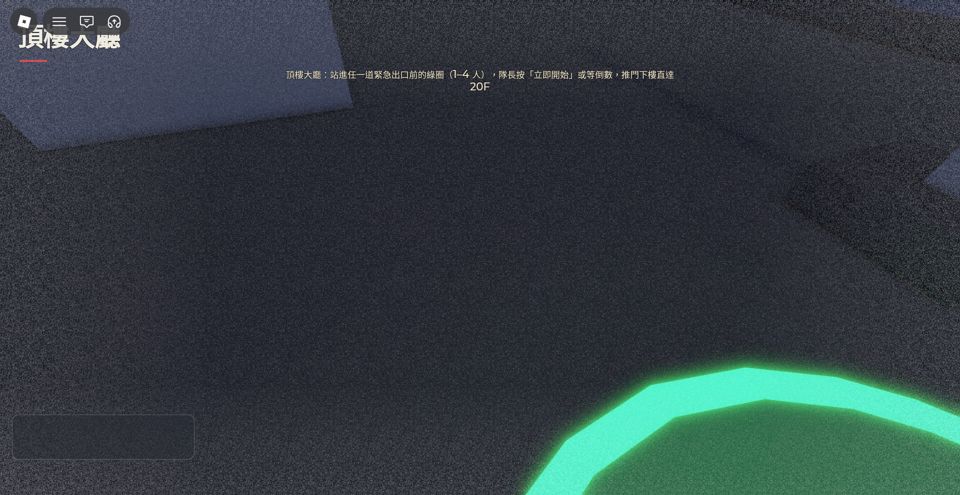 頂樓大廳
頂樓大廳：站進任一道緊急出口前的綠圈（1–4 人），隊長按「立即開始」或等倒數，推門下樓直達
20F